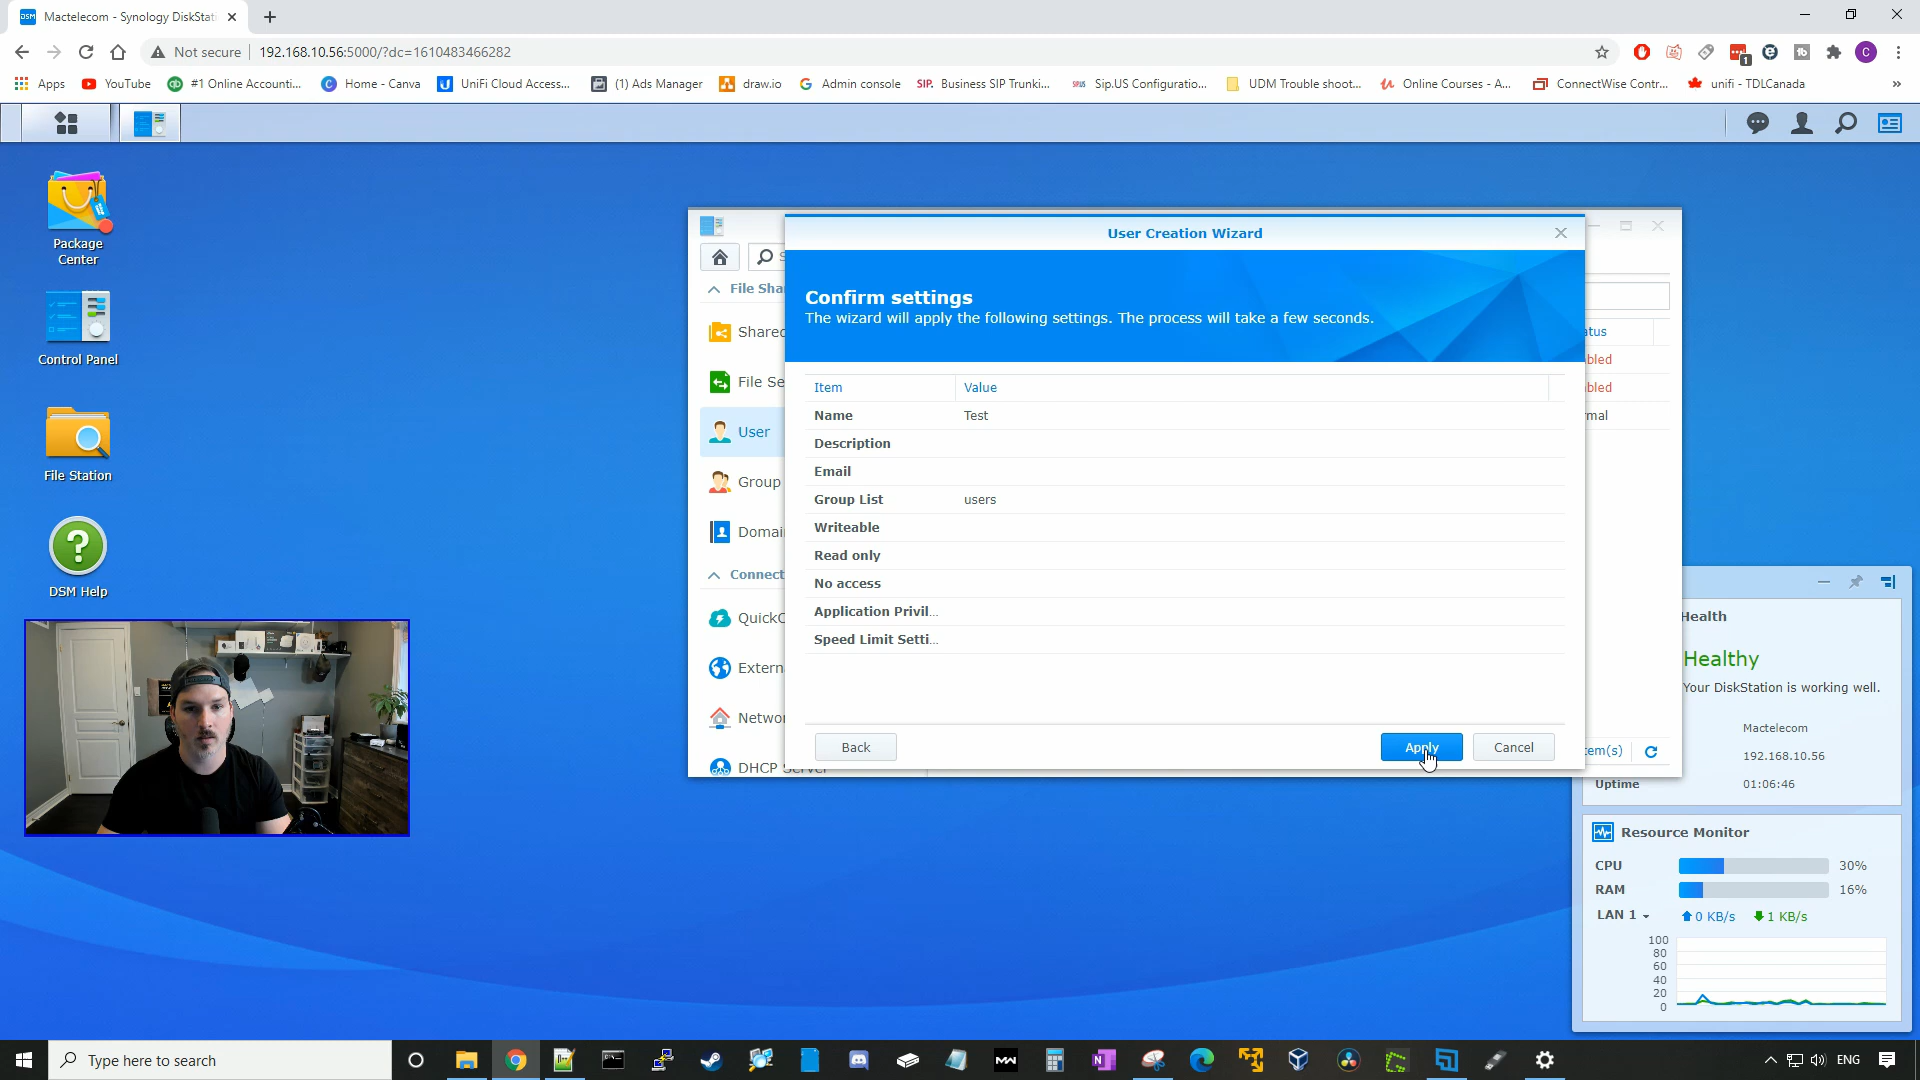 Mactelecom - Synology DiskStat
Not secure
192.168.10.56:5000/?dc=1610483466282
Apps
YouTube
#1 Online Accounti...
Home - Canva
UniFi Cloud Access...
(1) Ads Manager
draw.io
Admin console
SIP. Business SIP Trunki...
Sip.US Configuratio...
UDM Trouble shoot...
Online Courses - A...
ConnectWise Contr...
unifi - TDLCanada
Package
Center
Control Panel
File Station
DSM Help
User Creation Wizard
Confirm settings
The wizard will apply the following settings. The process will take a few seconds.
Item
Value
Name
Test
Description
Email
Group List
users
Writeable
Read only
No access
Application Privil...
Speed Limit Setti...
Back
Apply
Cancel
File Sha
Shared
File Se
User
Group
Domai
Connect
QuickC
Extern
Networ
DHCP Server
atus
bled
bled
mal
tem(s)
Health
Healthy
Your DiskStation is working well.
Mactelecom
192.168.10.56
Uptime
01:06:46
Resource Monitor
CPU
30%
RAM
16%
LAN 1
0 KB/s
1 KB/s
100
80
60
40
20
0
Type here to search
ENG